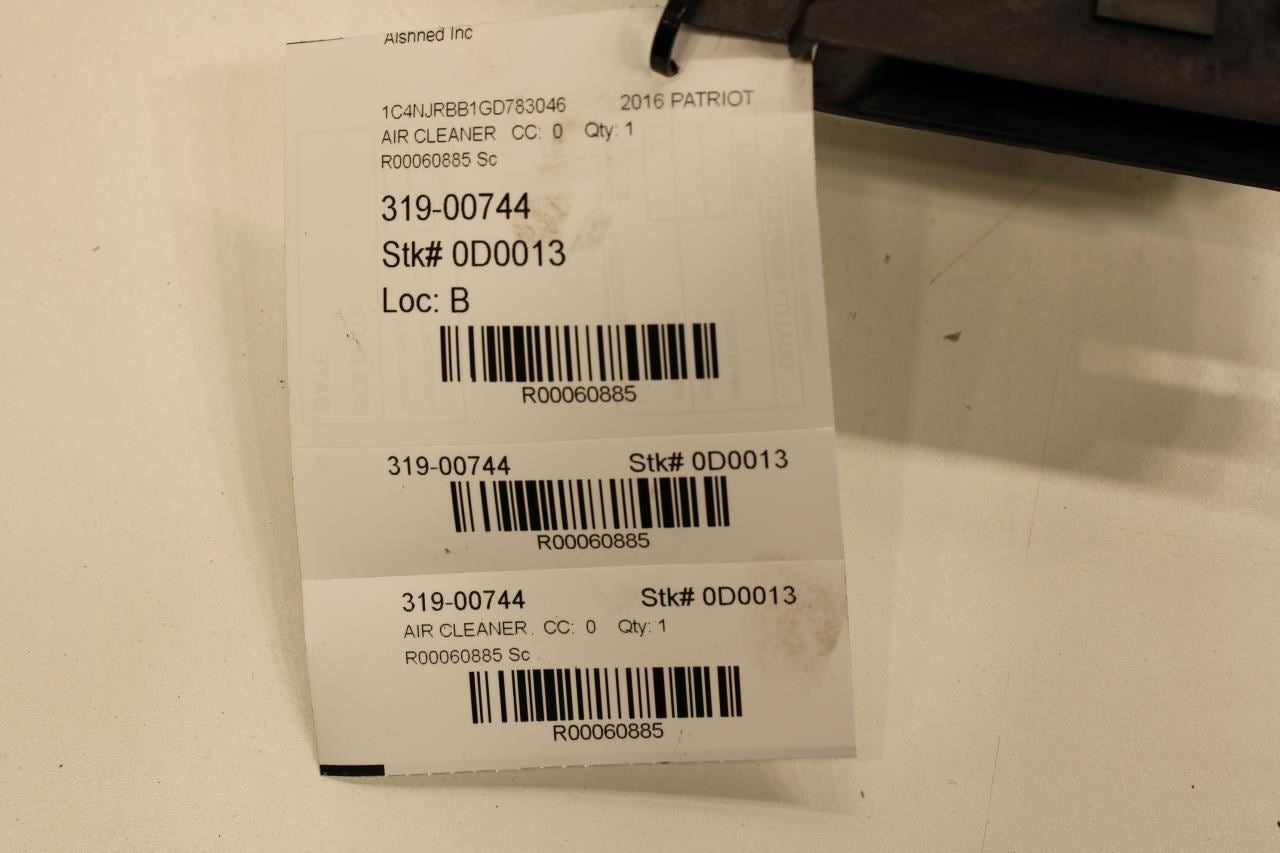 Alshned Inc
1C4NJRBB1GD783046 2016 PATRIOT
AIR CLEANER CC: 0 Qty: 1
R00060885 Sc
319-00744
Stk# 0D0013
Loc: B
R00060885
319-00744 Stk# 0D0013
R00060885
319-00744 Stk# 0D0013
AIR CLEANER CC: 0 Qty: 1
R00060885 Sc
R00060885